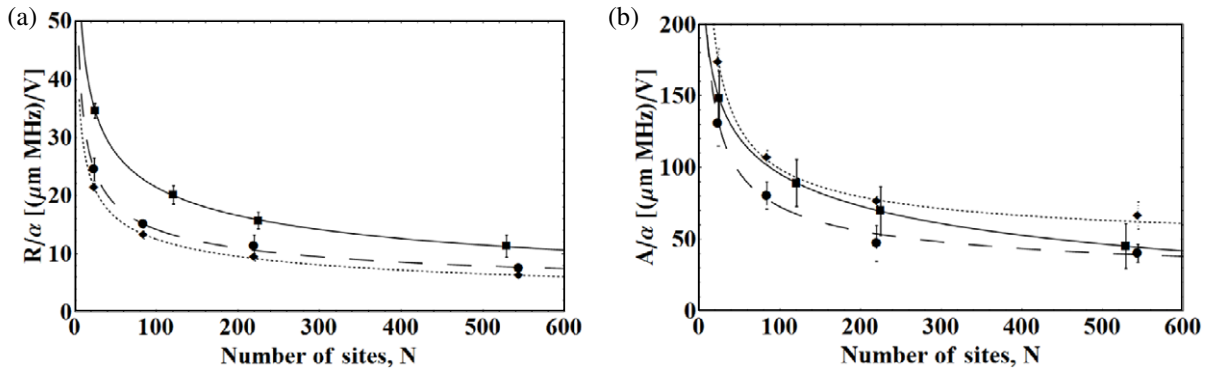 (a)
R/α [(μm MHz)/V]
50
40
30
20
10
0
0 100 200 300 400 500 600
Number of sites, N
(b)
A/α [(μm MHz)/V]
200
150
100
50
0
0 100 200 300 400 500 600
Number of sites, N